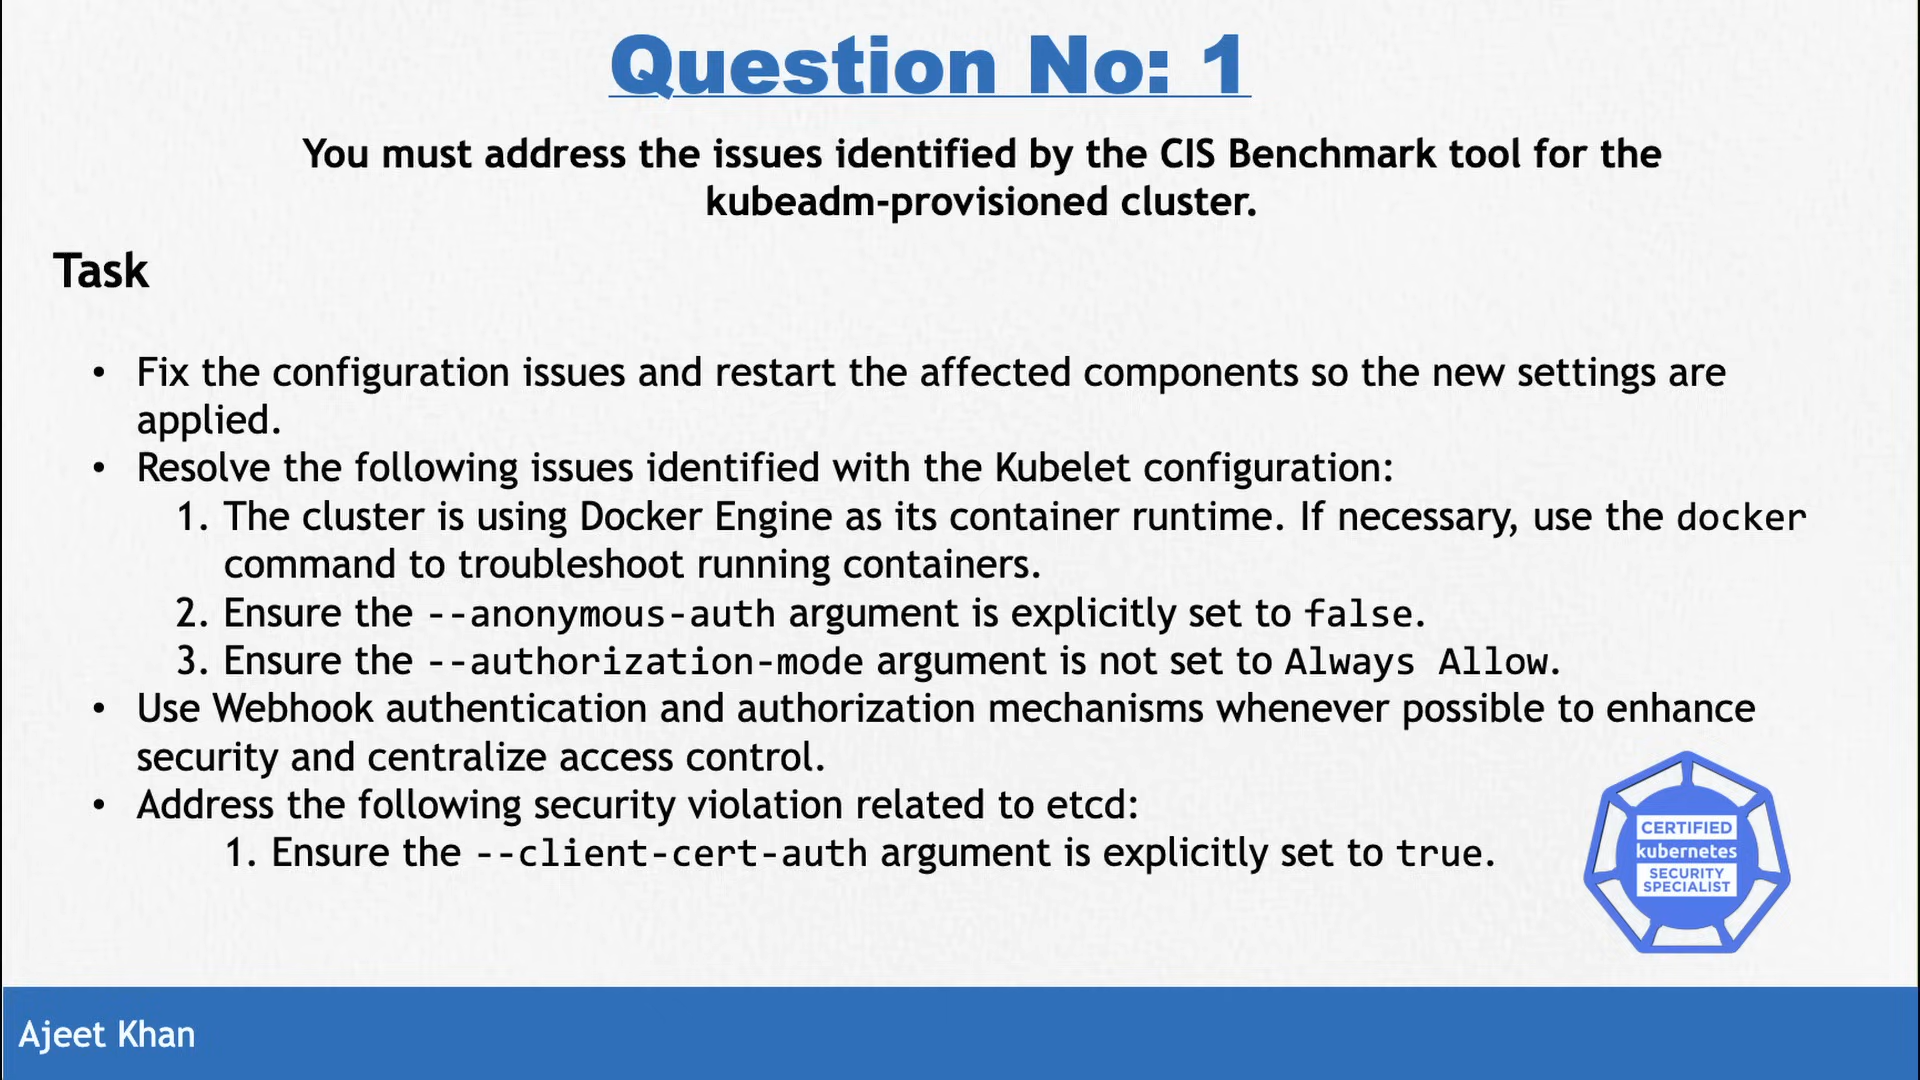 Question No: 1
You must address the issues identified by the CIS Benchmark tool for the
kubeadm-provisioned cluster.
Task
• Fix the configuration issues and restart the affected components so the new settings are
applied.
• Resolve the following issues identified with the Kubelet configuration:
1. The cluster is using Docker Engine as its container runtime. If necessary, use the docker
command to troubleshoot running containers.
2. Ensure the --anonymous-auth argument is explicitly set to false.
3. Ensure the --authorization-mode argument is not set to Always Allow.
• Use Webhook authentication and authorization mechanisms whenever possible to enhance
security and centralize access control.
• Address the following security violation related to etcd:
1. Ensure the --client-cert-auth argument is explicitly set to true.
CERTIFIED
kubernetes
SECURITY
SPECIALIST
Ajeet Khan